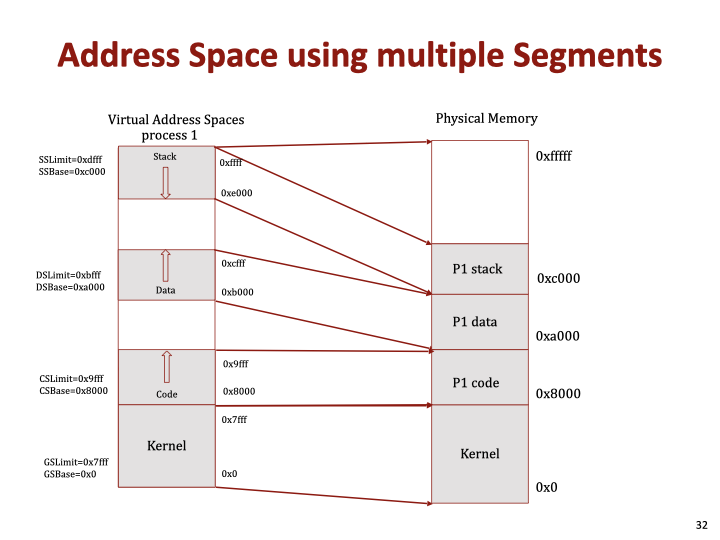 Address Space using multiple Segments
Virtual Address Spaces
process 1
Physical Memory
SSLimit=0xdfff
SSBase=0xc000
Stack
0xffff
0xe000
0xfffff
DSLimit=0xbfff
DSBase=0xa000
Data
0xcfff
0xb000
P1 stack
0xc000
P1 data
0xa000
CSLimit=0x9fff
CSBase=0x8000
Code
0x9fff
0x8000
P1 code
0x8000
GSLimit=0x7fff
GSBase=0x0
Kernel
0x7fff
0x0
Kernel
0x0
32